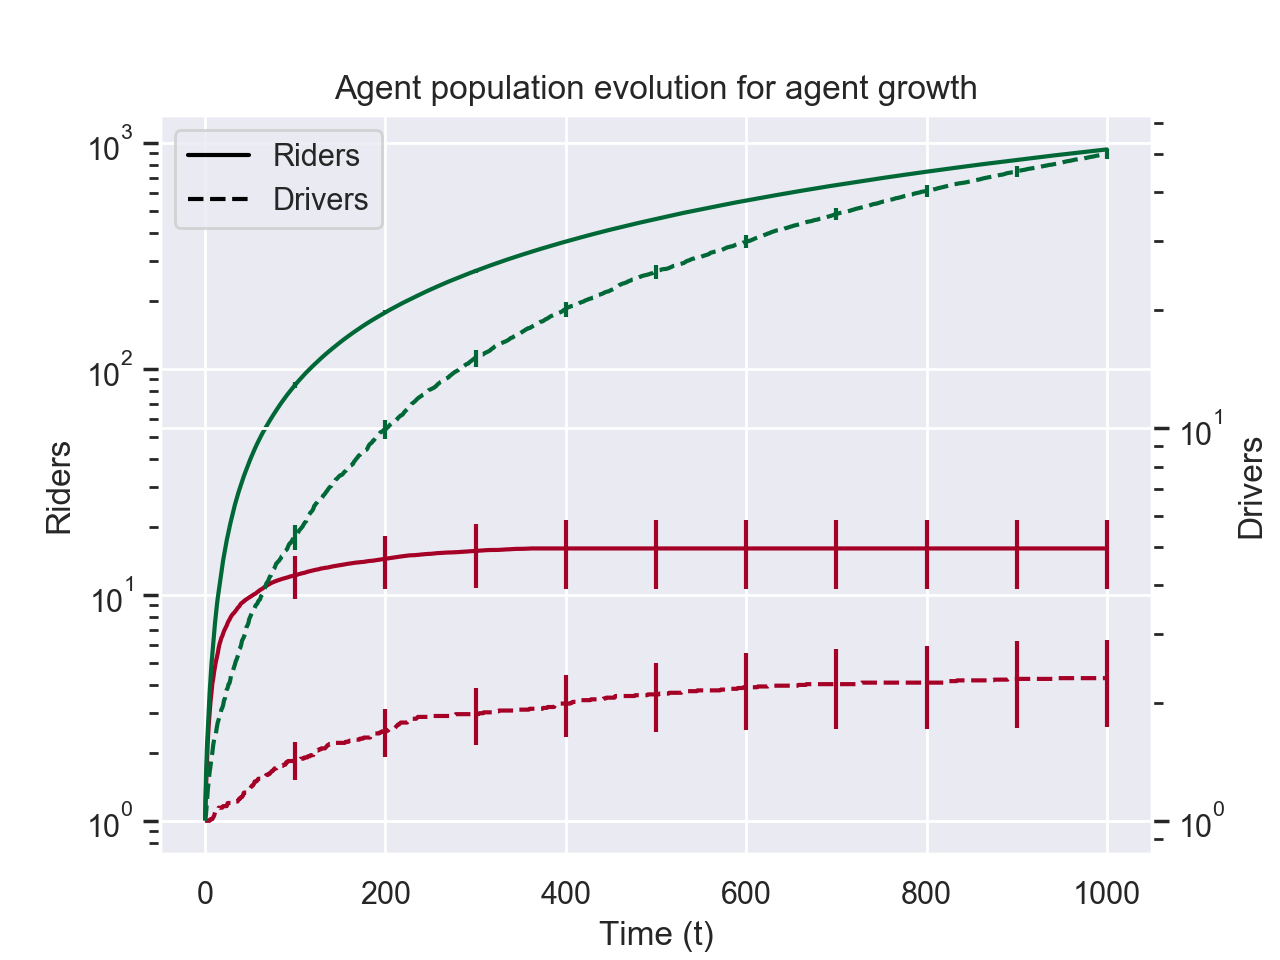 Agent population evolution for agent growth
Riders
Drivers
10^3
10^2
10^1
10^0
Riders
10^1
10^0
Drivers
0 200 400 600 800 1000
Time (t)